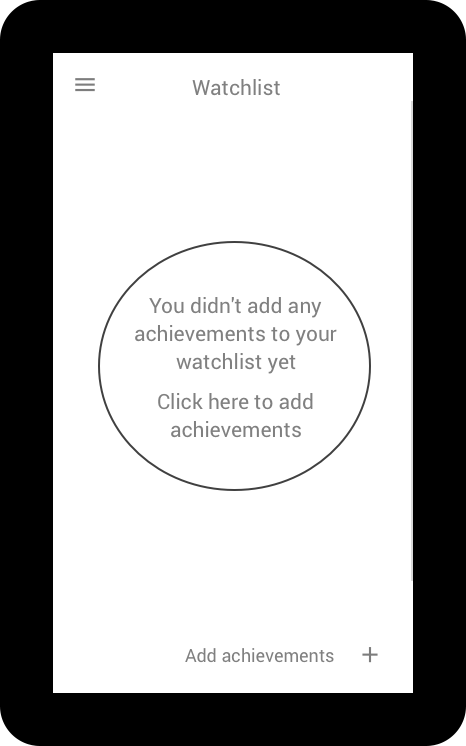 Watchlist
You didn't add any
achievements to your
watchlist yet
Click here to add
achievements
Add achievements